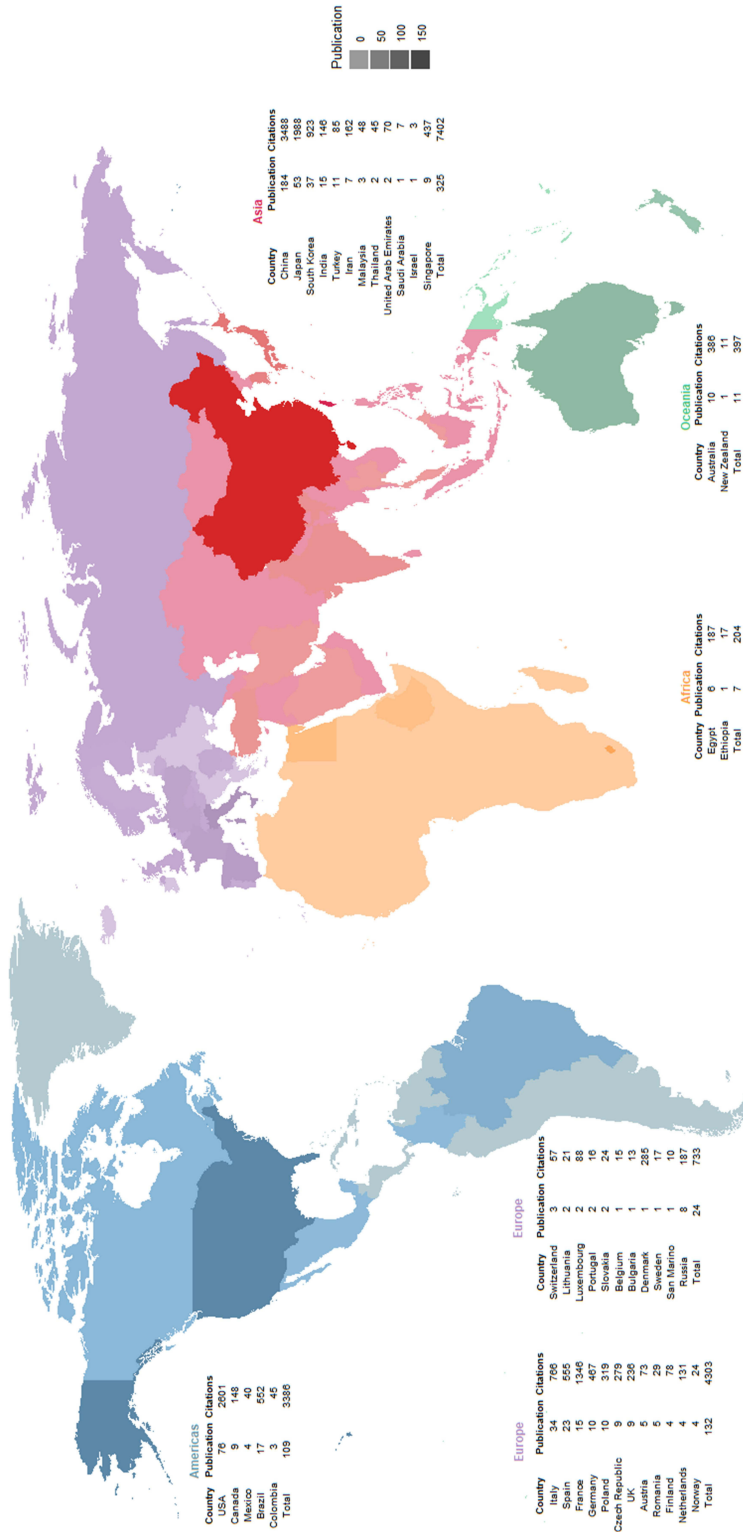 Americas
Country Publication Citations
USA 76 2601
Canada 9 148
Mexico 4 40
Brazil 17 552
Colombia 3 45
Total 109 3386
Europe
Country Publication Citations
Italy 34 766
Spain 23 555
France 15 1346
Germany 10 467
Poland 10 319
Czech Republic 9 279
UK 9 236
Austria 5 73
Romania 5 29
Finland 4 78
Netherlands 4 131
Norway 4 24
Total 132 4303
Europe
Country Publication Citations
Switzerland 3 57
Lithuania 2 21
Luxembourg 2 88
Portugal 2 16
Slovakia 2 24
Belgium 1 15
Bulgaria 1 13
Denmark 1 285
Sweden 1 17
San Marino 1 10
Russia 8 187
Total 24 733
Africa
Country Publication Citations
Egypt 6 187
Ethiopia 1 17
Total 7 204
Oceania
Country Publication Citations
Australia 10 386
New Zealand 1 11
Total 11 397
Asia
Country Publication Citations
China 184 3488
Japan 53 1988
South Korea 37 923
India 15 146
Turkey 11 85
Iran 7 162
Malaysia 3 48
Thailand 2 45
United Arab Emirates 2 70
Saudi Arabia 1 7
Israel 1 3
Singapore 9 437
Total 325 7402
Publication
0
50
100
150